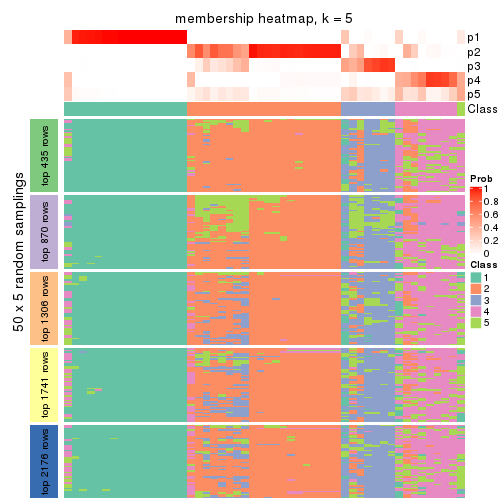 membership heatmap, k = 5
p1
p2
p3
p4
p5
Class
50 x 5 random samplings
top 435 rows
top 870 rows
top 1306 rows
top 1741 rows
top 2176 rows
Prob
1
0.8
0.6
0.4
0.2
0
Class
1
2
3
4
5